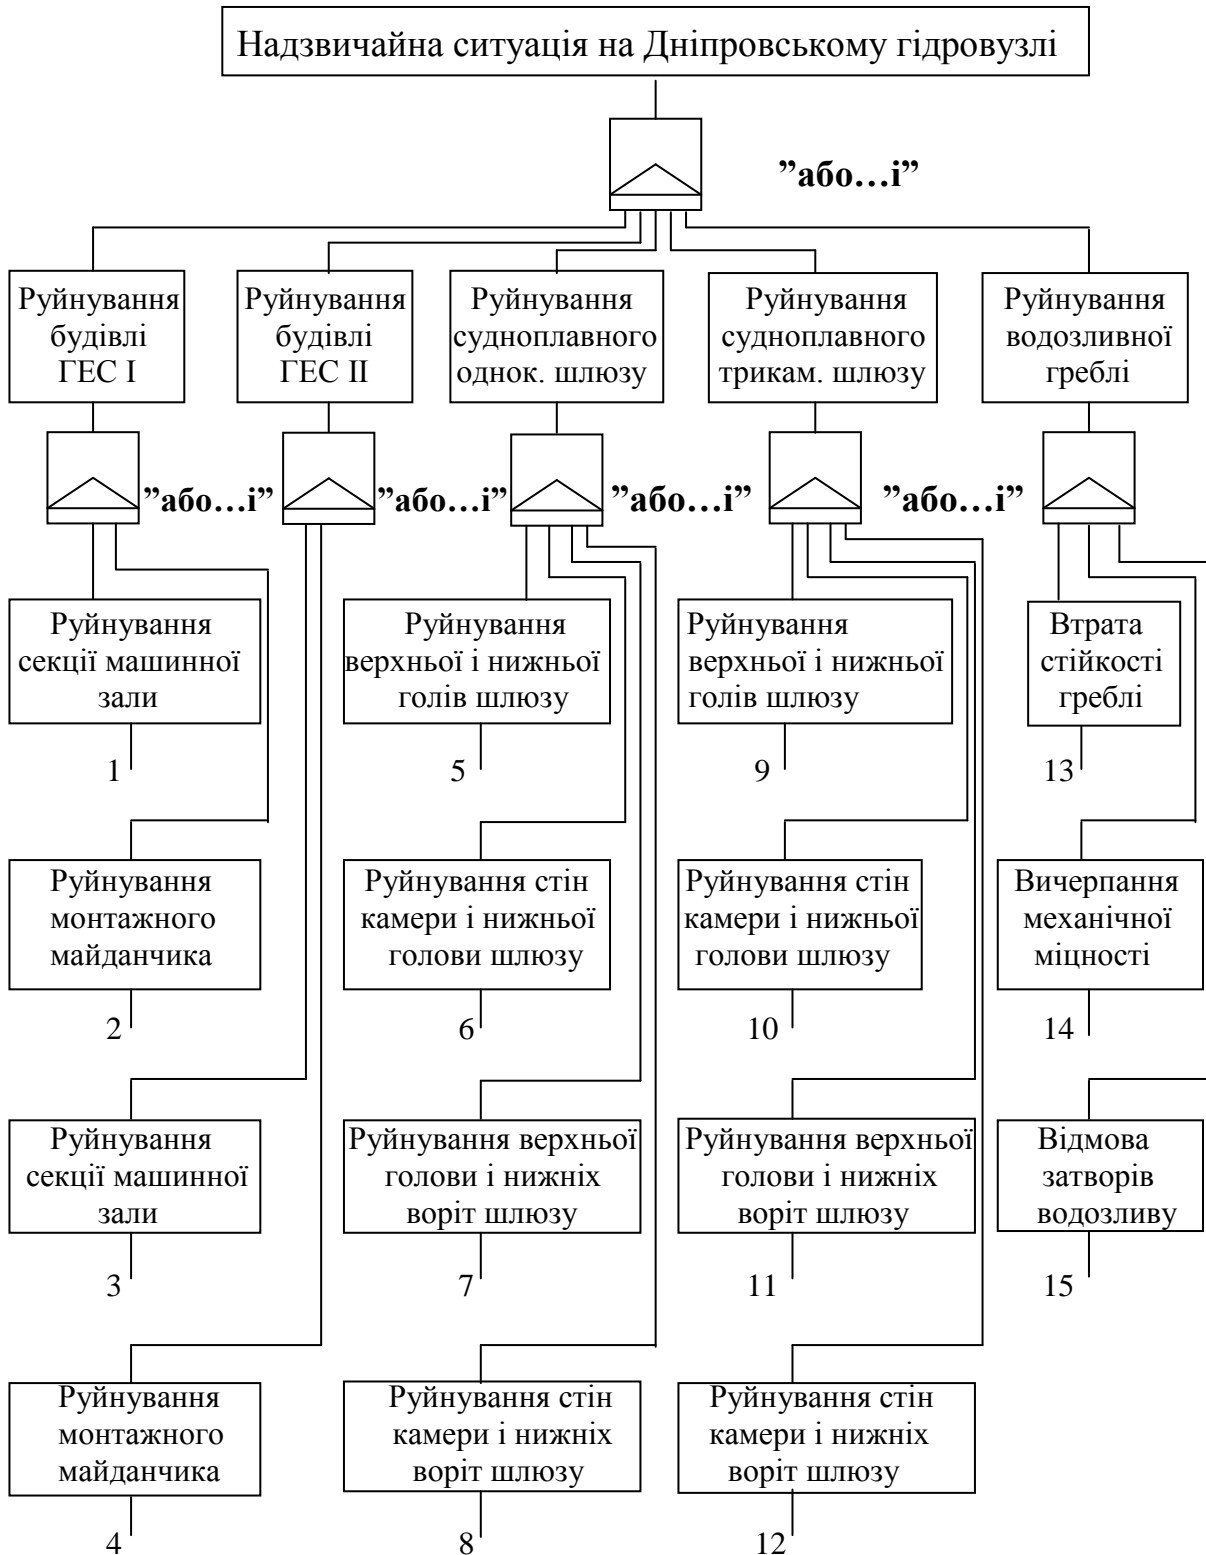 Надзвичайна ситуація на Дніпровському гідровузлі
”або…і”
Руйнування
будівлі
ГЕС І
Руйнування
будівлі
ГЕС ІІ
Руйнування
судноплавного
однок. шлюзу
Руйнування
судноплавного
трикам. шлюзу
Руйнування
водозливної
греблі
”або…і”
”або…і”
”або…і”
”або…і”
Руйнування
секції машинної
зали
1
Руйнування
верхньої і нижньої
голів шлюзу
5
Руйнування
верхньої і нижньої
голів шлюзу
9
Втрата
стійкості
греблі
13
Руйнування
монтажного
майданчика
2
Руйнування стін
камери і нижньої
голови шлюзу
6
Руйнування стін
камери і нижньої
голови шлюзу
10
Вичерпання
механічної
міцності
14
Руйнування
секції машинної
зали
3
Руйнування верхньої
голови і нижніх
воріт шлюзу
7
Руйнування верхньої
голови і нижніх
воріт шлюзу
11
Відмова
затворів
водозливу
15
Руйнування
монтажного
майданчика
4
Руйнування стін
камери і нижніх
воріт шлюзу
8
Руйнування стін
камери і нижніх
воріт шлюзу
12